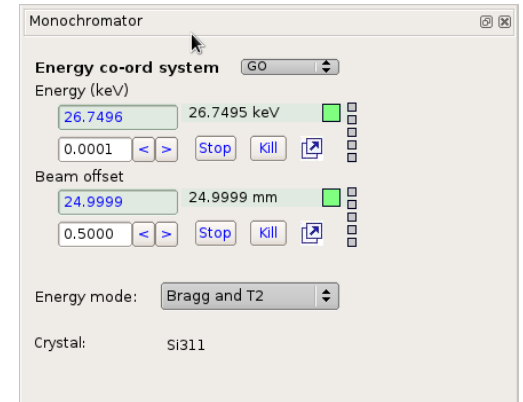 Monochromator
Energy co-ord system GO
Energy (keV)
26.7496 26.7495 keV
0.0001 < > Stop Kill
Beam offset
24.9999 24.9999 mm
0.5000 < > Stop Kill
Energy mode: Bragg and T2
Crystal: Si311